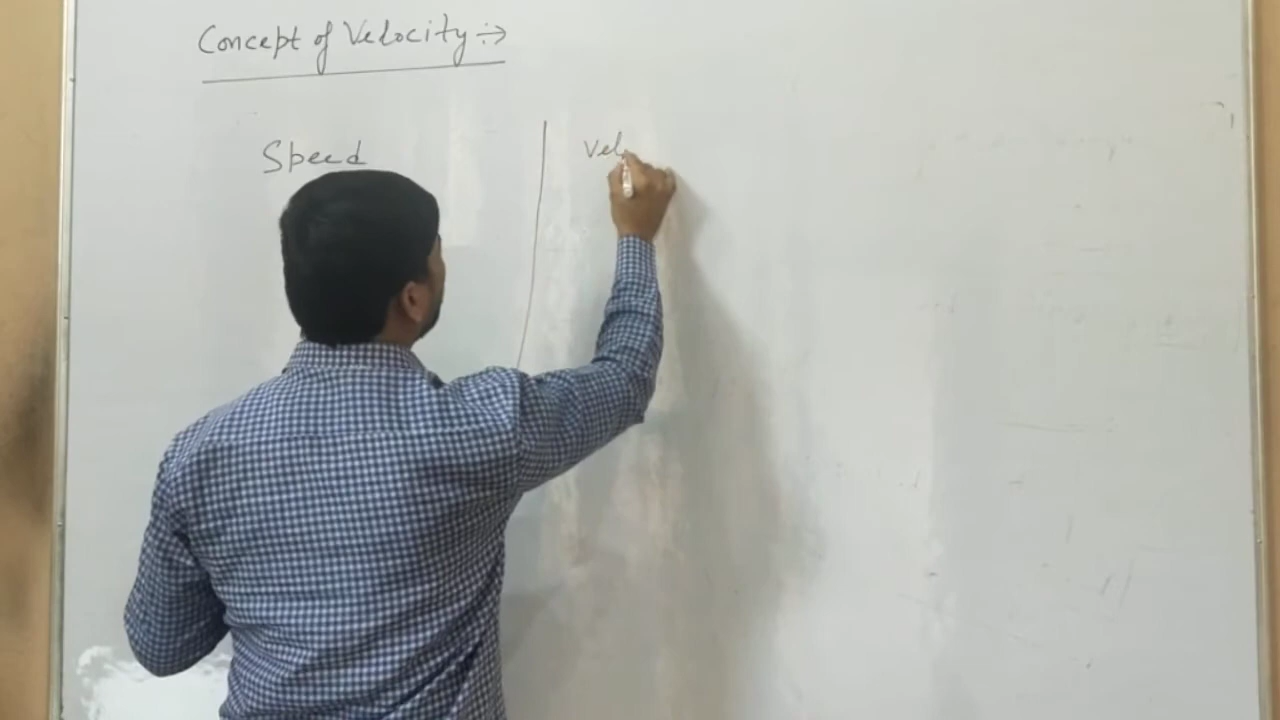 Concept of Velocity :→
Speed
Vel